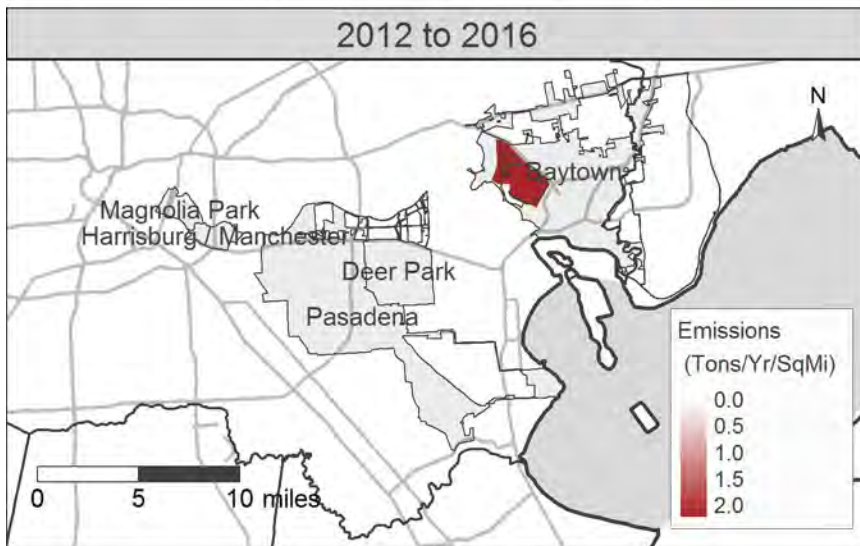 2012 to 2016
N
Baytown
Magnolia Park
Harrisburg Manchester
Deer Park
Pasadena
Emissions
(Tons/Yr/SqMi)
0.0
0.5
1.0
1.5
2.0
0 5 10 miles